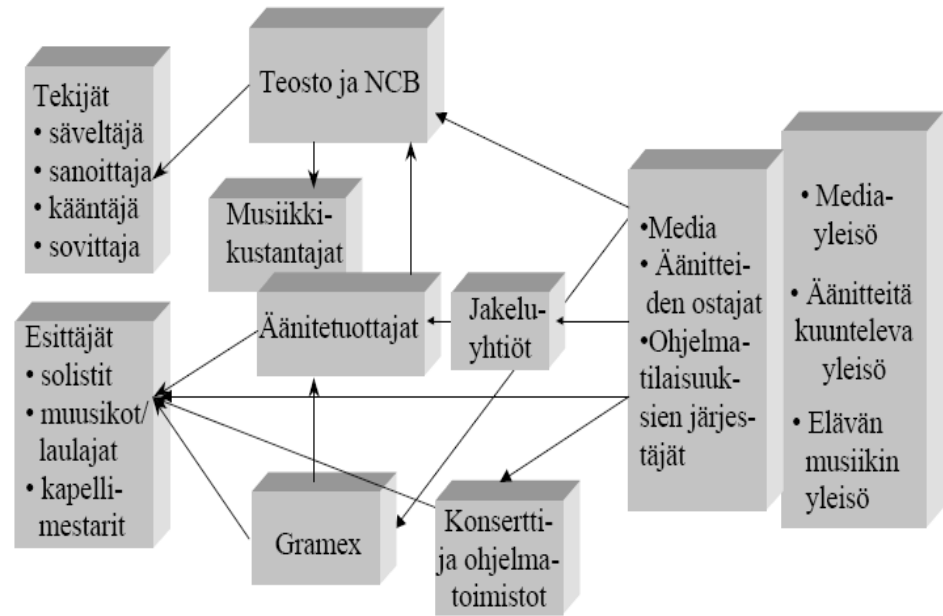 Teosto ja NCB
Tekijät
• säveltäjä
• sanoittaja
• kääntäjä
• sovittaja
Musiikki-
kustantajat
Äänitetuottajat
Jakelu-
yhtiöt
•Media
• Äänittei-
den ostajat
•Ohjelma-
tilaisuuk-
sien järjes-
täjät
• Media-
yleisö
• Äänitteitä
kuunteleva
yleisö
• Elävän
musiikin
yleisö
Esittäjät
• solistit
• muusikot/
laulajat
• kapelli-
mestarit
Gramex
Konsertti-
ja ohjelma-
toimistot